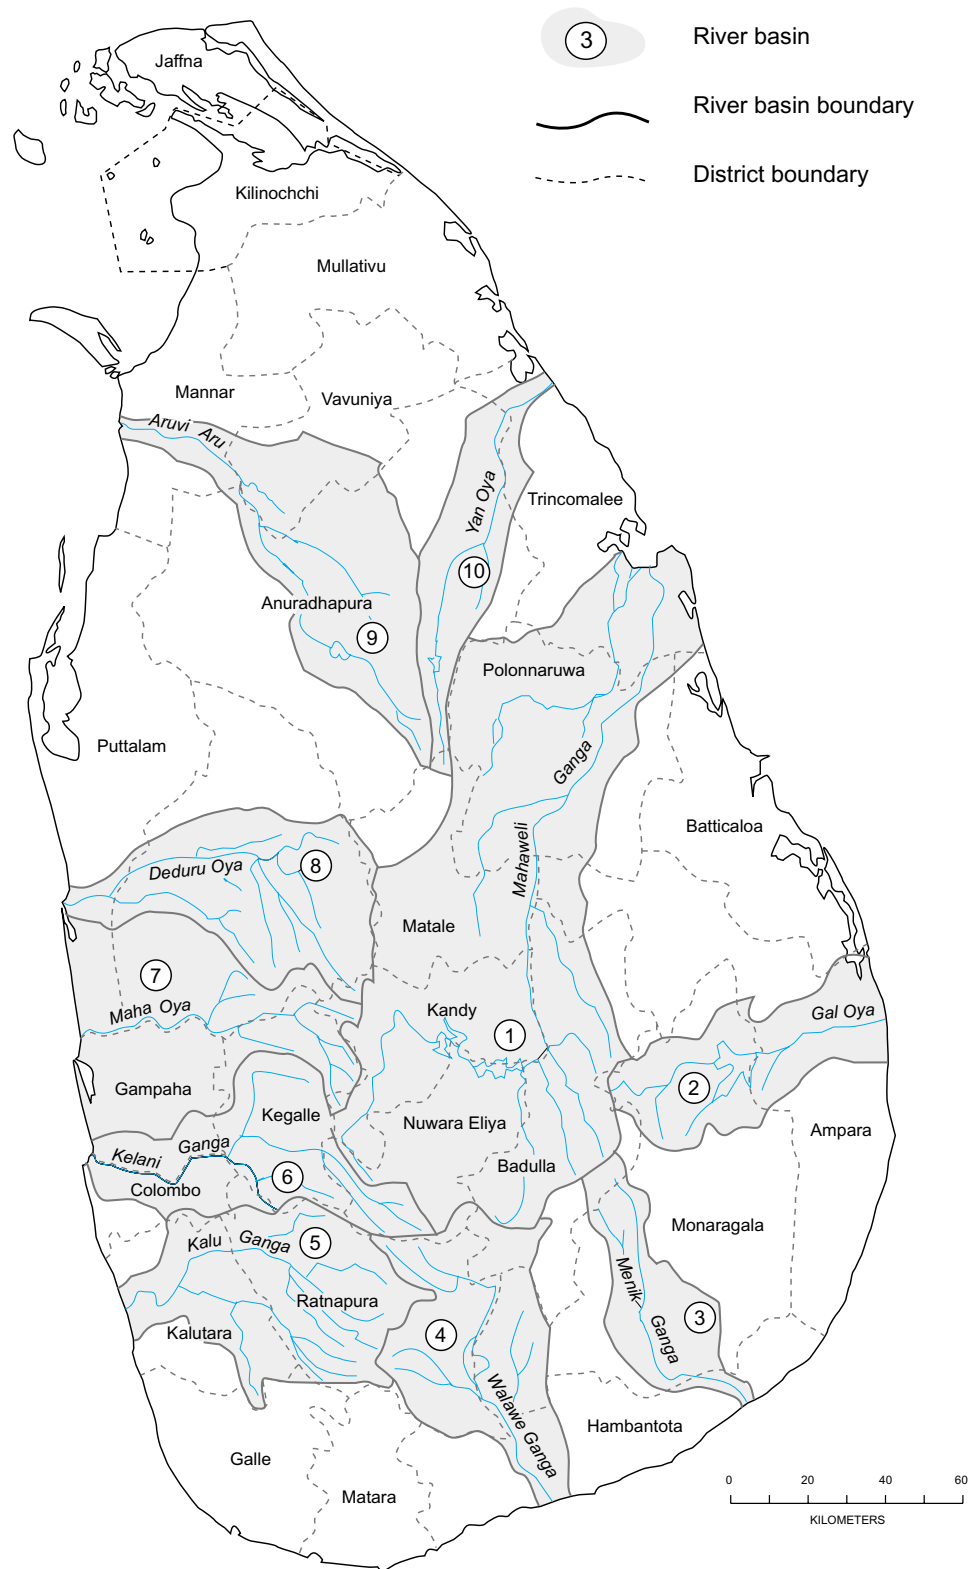 3
River basin
River basin boundary
District boundary
Jaffna
Kilinochchi
Mullativu
Mannar
Vavuniya
Aruvi Aru
Yan Oya
Trincomalee
10
Anuradhapura
9
Polonnaruwa
Puttalam
Mahaweli Ganga
Batticaloa
Deduru Oya
8
Matale
7
Maha Oya
Kandy
1
Gal Oya
2
Gampaha
Kegalle
Nuwara Eliya
Ampara
Kelani Ganga
Badulla
6
Colombo
Monaragala
Kalu Ganga
5
Menik Ganga
Ratnapura
3
Kalutara
4
Walawe Ganga
Hambantota
Galle
Matara
0 20 40 60
KILOMETERS